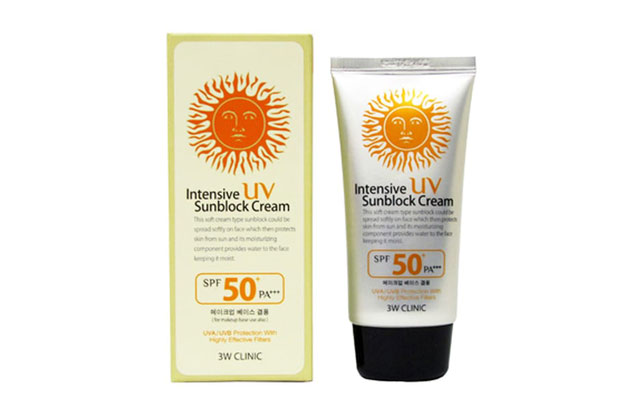 Intensive UV
Sunblock Cream
This soft cream type sunblock could be
spread softly on face which then protects
skin from sun and its moisturizing
component provides water to the face
keeping it moist.
SPF 50+ PA+++
메이크업 베이스 겸용
( for makeup base use also )
UVA/UVB Protection With
Highly Effective Filters
3W CLINIC
Intensive UV
Sunblock Cream
This soft cream type sunblock could be
spread softly on face which then protects
skin from sun and its moisturizing
component provides water to the face
keeping it moist.
SPF 50+ PA+++
메이크업 베이스 겸용
UVA/UVB Protection With
Highly Effective Filters
3W CLINIC